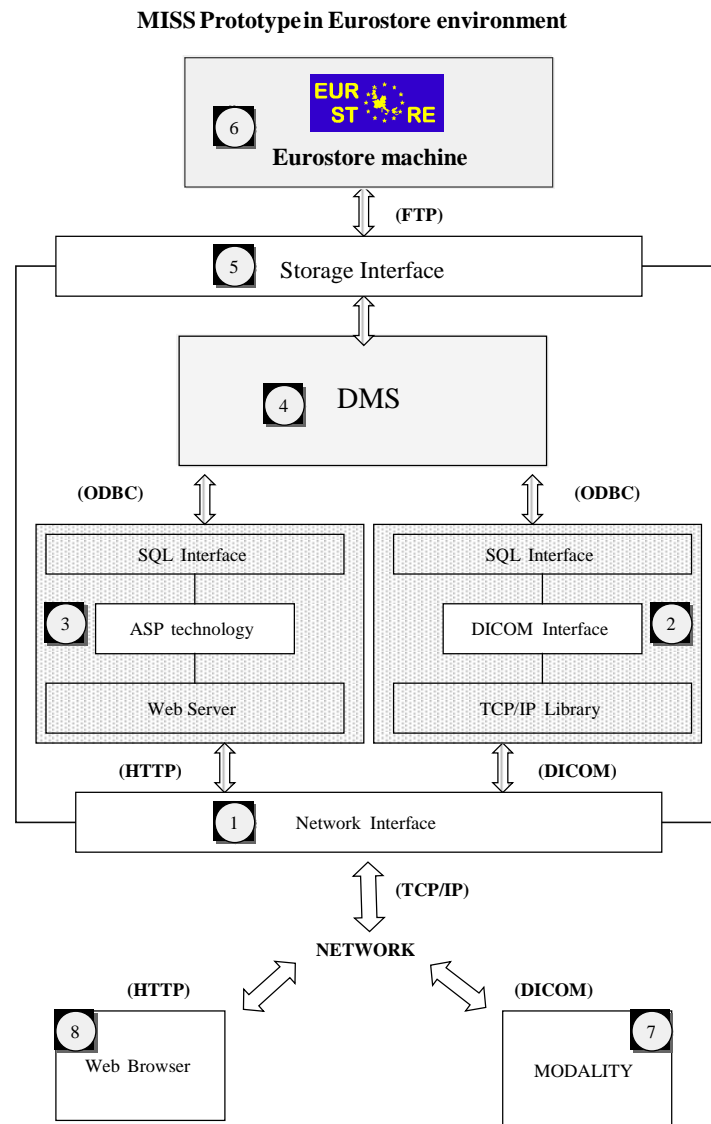 MISS Prototype in Eurostore environment
EUR
ST RE
6
Eurostore machine
(FTP)
5
Storage Interface
4
DMS
(ODBC)
(ODBC)
SQL Interface
SQL Interface
3
ASP technology
DICOM Interface
2
Web Server
TCP/IP Library
(HTTP)
(DICOM)
1
Network Interface
(TCP/IP)
NETWORK
(HTTP)
(DICOM)
8
7
Web Browser
MODALITY